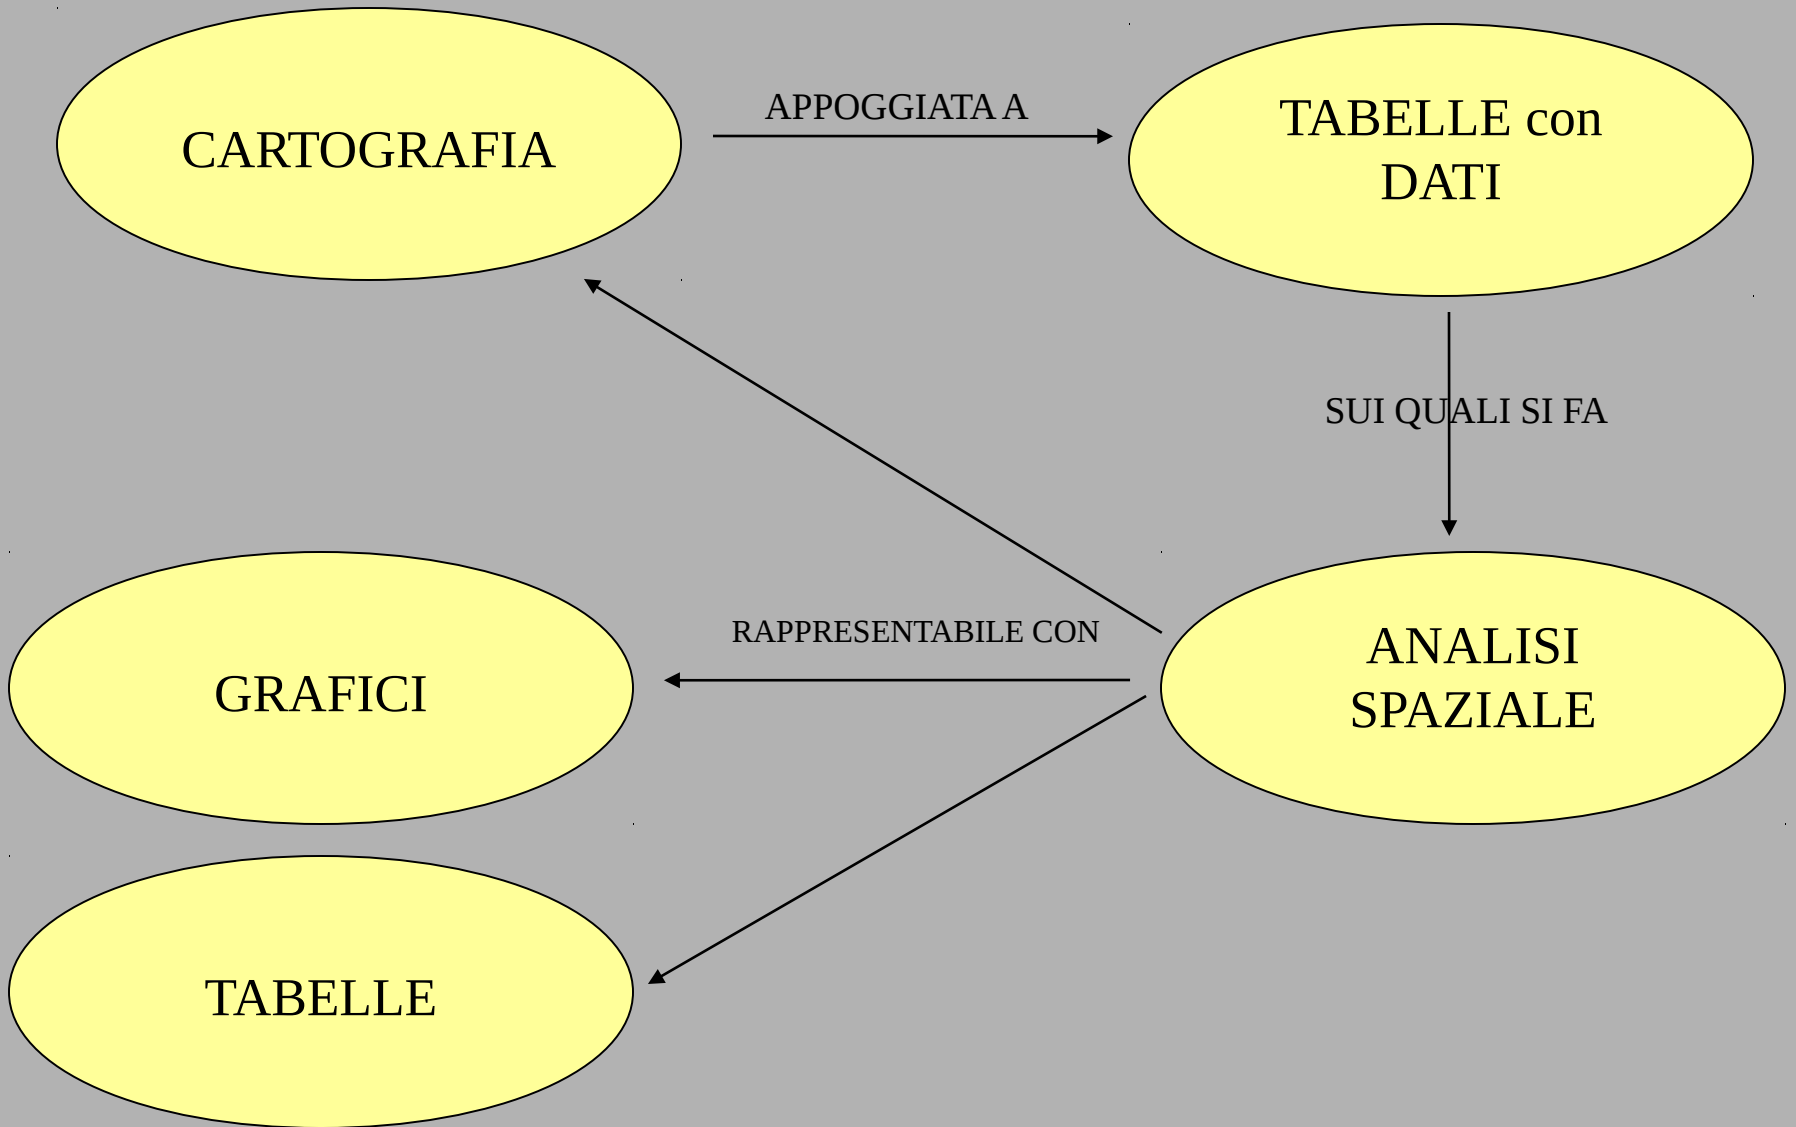 CARTOGRAFIA
APPOGGIATA A
TABELLE con
DATI
SUI QUALI SI FA
RAPPRESENTABILE CON
GRAFICI
ANALISI
SPAZIALE
TABELLE